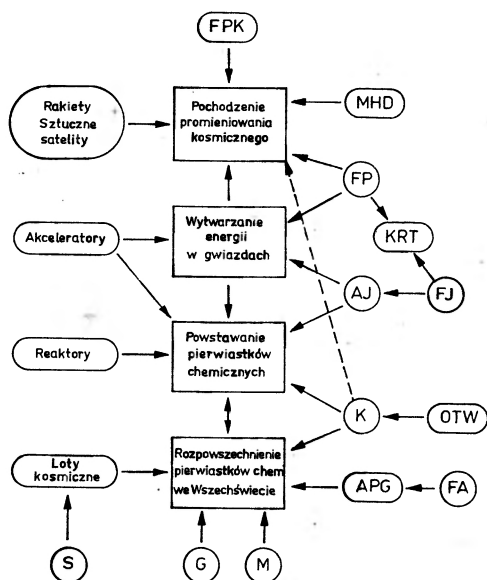 FPK
Rakiety
Sztuczne
satelity
Pochodzenie
promieniowania
kosmicznego
MHD
FP
Akceleratory
Wytwarzanie
energii
w gwiazdach
KRT
AJ
FJ
Reaktory
Powstawanie
pierwiastków
chemicznych
K
OTW
Loty
kosmiczne
Rozpowszechnienie
pierwiastków chem
we Wszechświecie
APG
FA
S
G
M